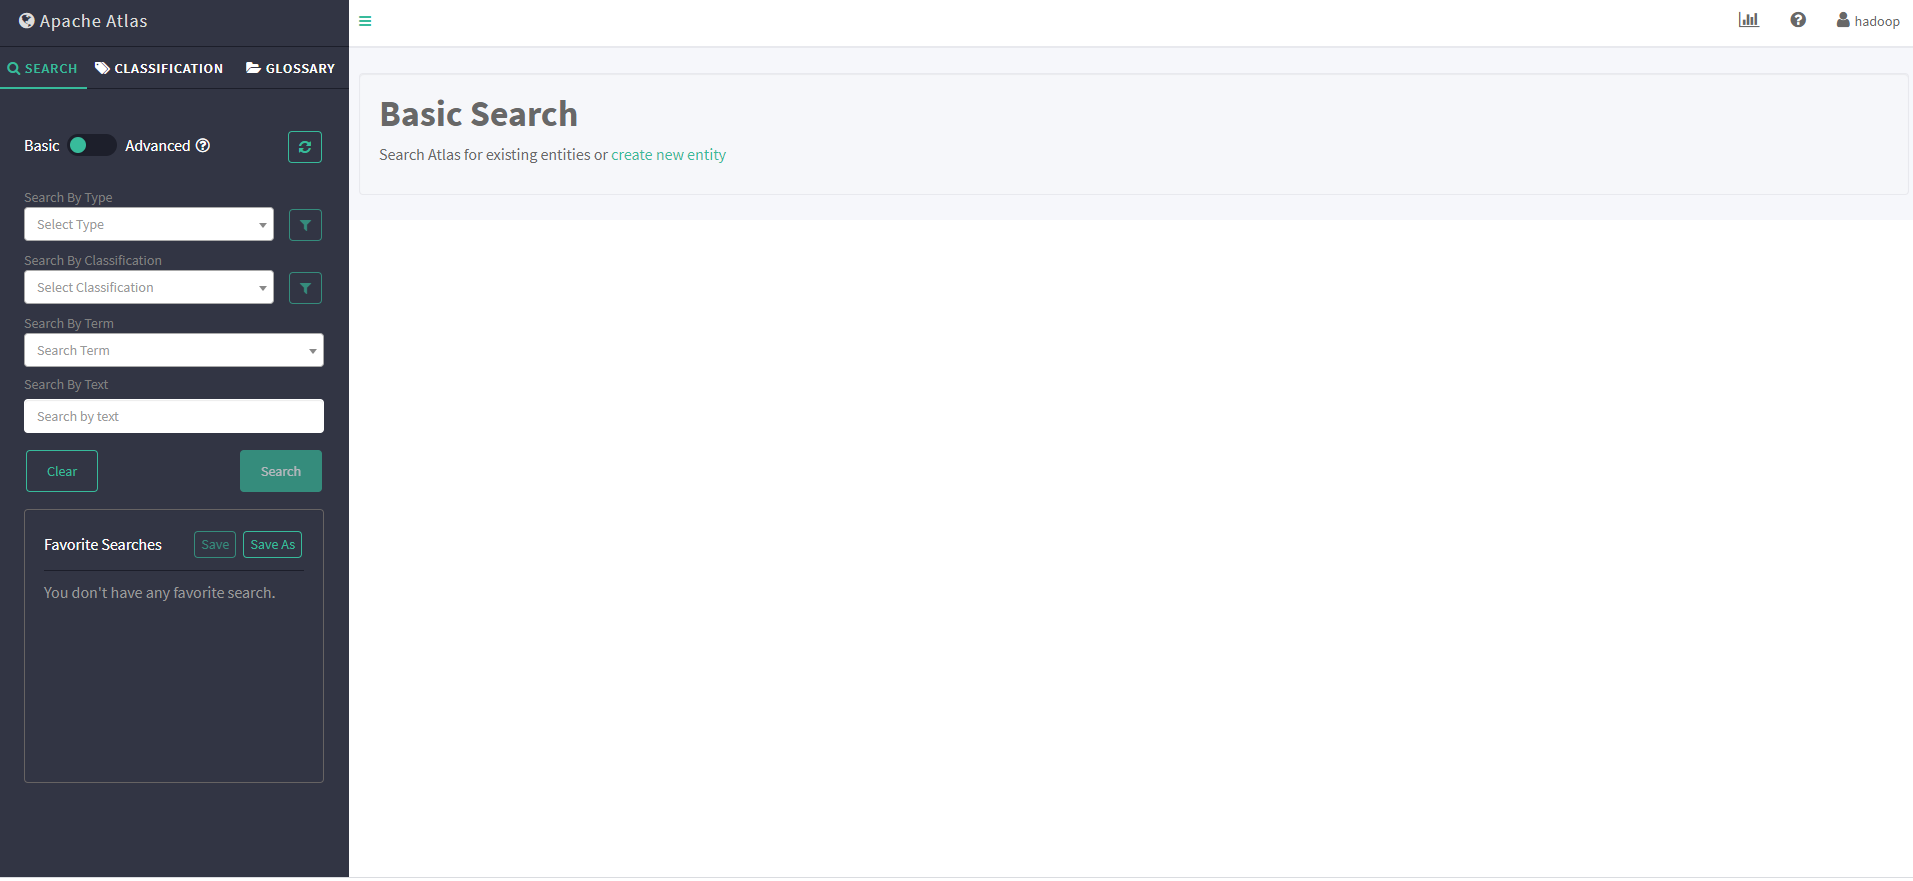 Apache Atlas
hadoop
SEARCH CLASSIFICATION GLOSSARY
Basic Advanced
Search By Type
Select Type
Search By Classification
Select Classification
Search By Term
Search Term
Search By Text
Search by text
Clear Search
Favorite Searches Save Save As
You don't have any favorite search.
Basic Search
Search Atlas for existing entities or create new entity